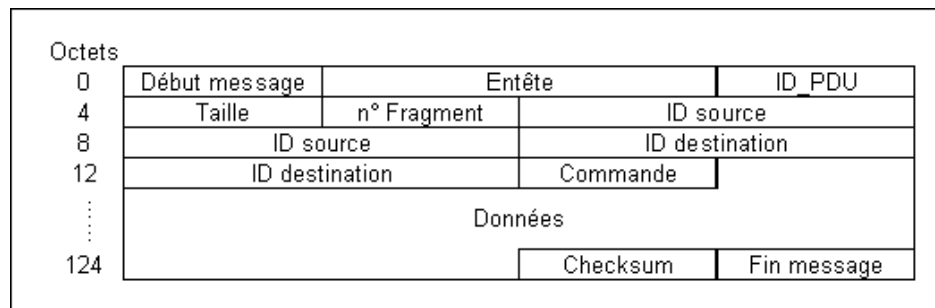 Octets
0 Début message Entête ID_PDU
4 Taille n° Fragment ID source
8 ID source ID destination
12 ID destination Commande
Données
124 Checksum Fin message